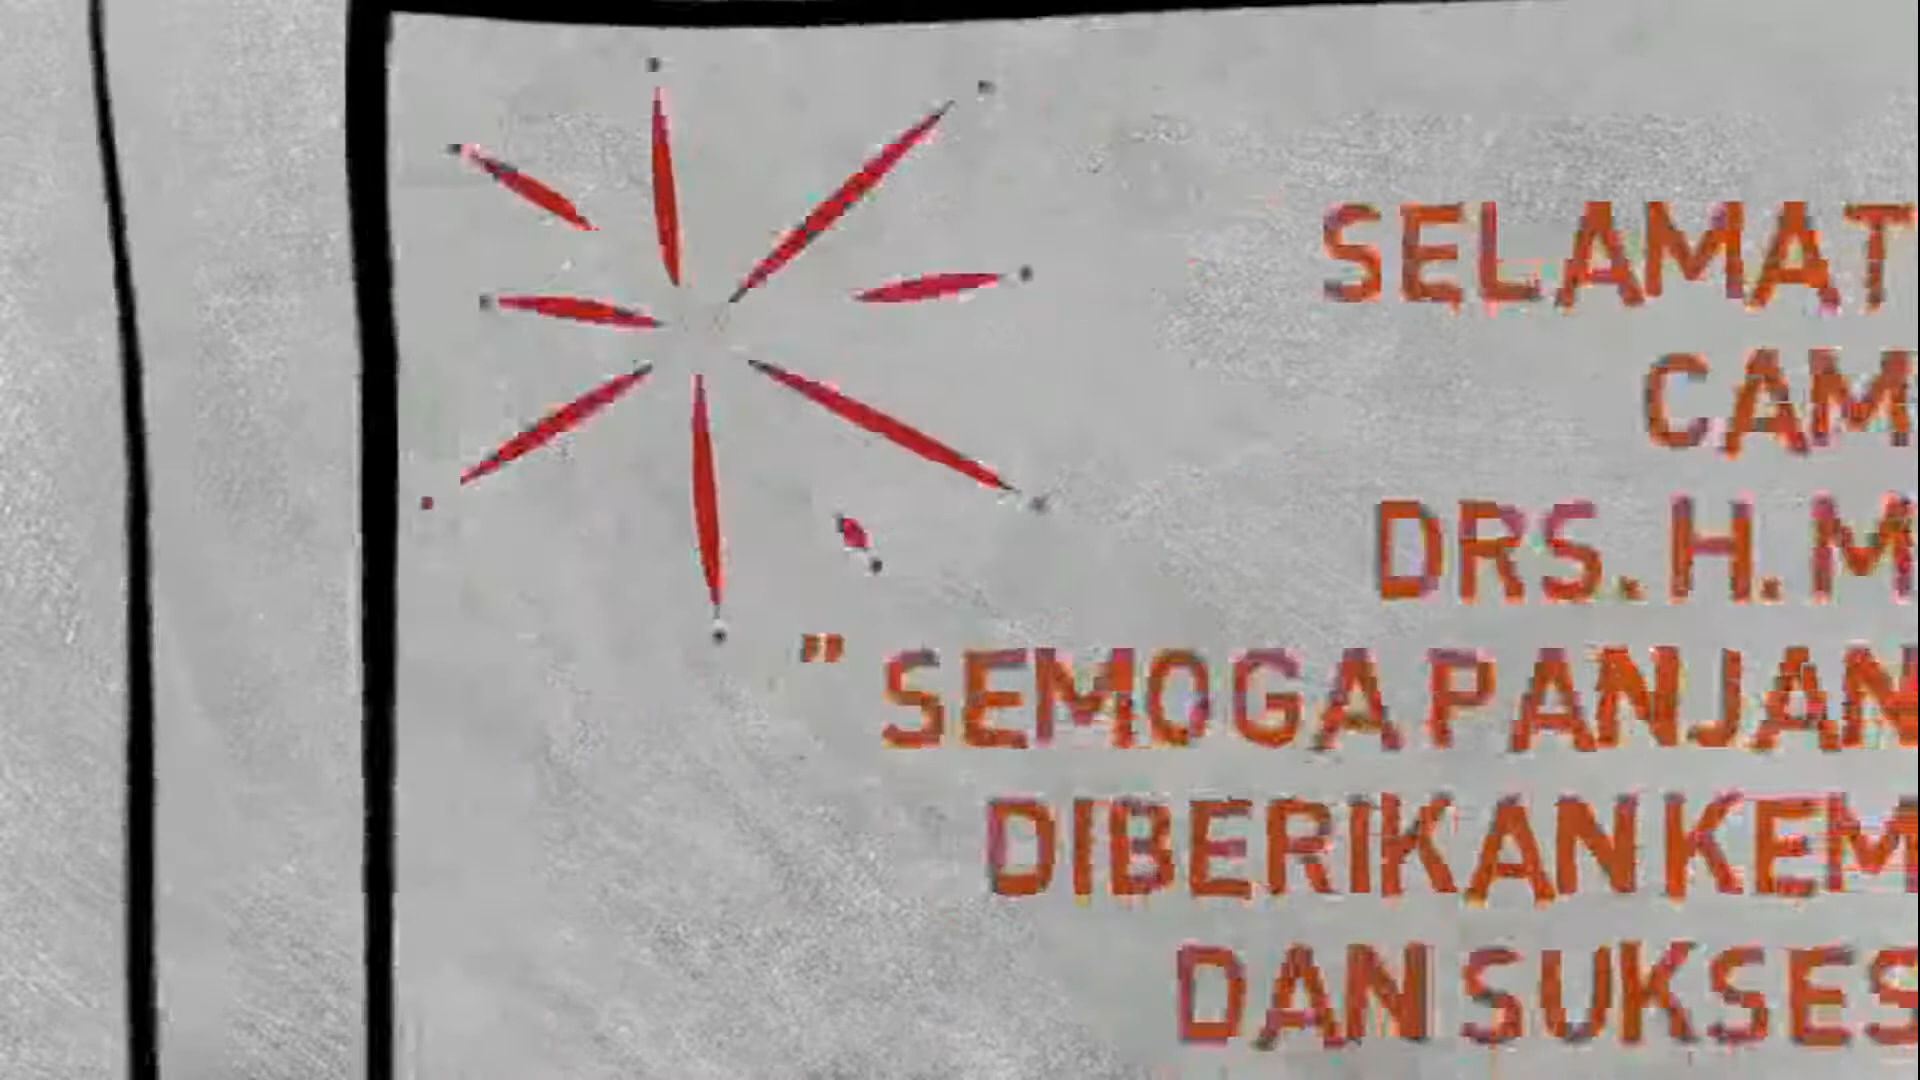 SELAMAT
CAM
DRS. H. M
" SEMOGA PANJAN
DIBERIKAN KEM
DAN SUKSES